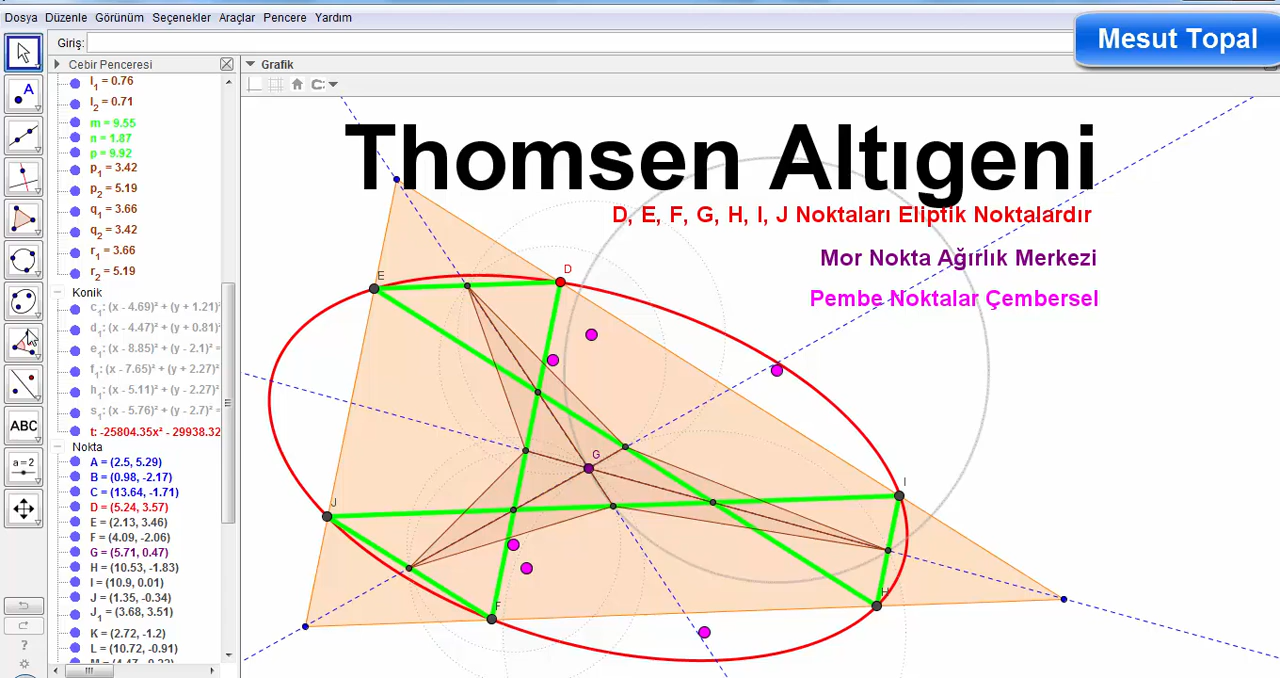 Dosya Düzenle Görünüm Seçenekler Araçlar Pencere Yardım
Giriş:
Mesut Topal
Cebir Penceresi
Grafik
l₁ = 0.76
l₂ = 0.71
m = 9.55
n = 1.87
p = 9.92
p₁ = 3.42
p₂ = 5.19
q₁ = 3.66
q₂ = 3.42
r₁ = 3.66
r₂ = 5.19
Konik
c₁: (x - 4.69)² + (y + 1.21)²
d₁: (x - 4.47)² + (y + 0.81)²
e₁: (x - 8.85)² + (y - 2.1)² =
f₁: (x - 7.65)² + (y + 2.27)²
h₁: (x - 5.11)² + (y - 2.27)²
s₁: (x - 5.76)² + (y - 2.7)² =
t: -25804.35x² - 29938.32
Nokta
A = (2.5, 5.29)
B = (0.98, -2.17)
C = (13.64, -1.71)
D = (5.24, 3.57)
E = (2.13, 3.46)
F = (4.09, -2.06)
G = (5.71, 0.47)
H = (10.53, -1.83)
I = (10.9, 0.01)
J = (1.35, -0.34)
J₁ = (3.68, 3.51)
K = (2.72, -1.2)
L = (10.72, -0.91)
ABC
a=2
?
Thomsen Altıgeni
D, E, F, G, H, I, J Noktaları Eliptik Noktalardır
Mor Nokta Ağırlık Merkezi
Pembe Noktalar Çembersel
E
D
G
I
J
F
H